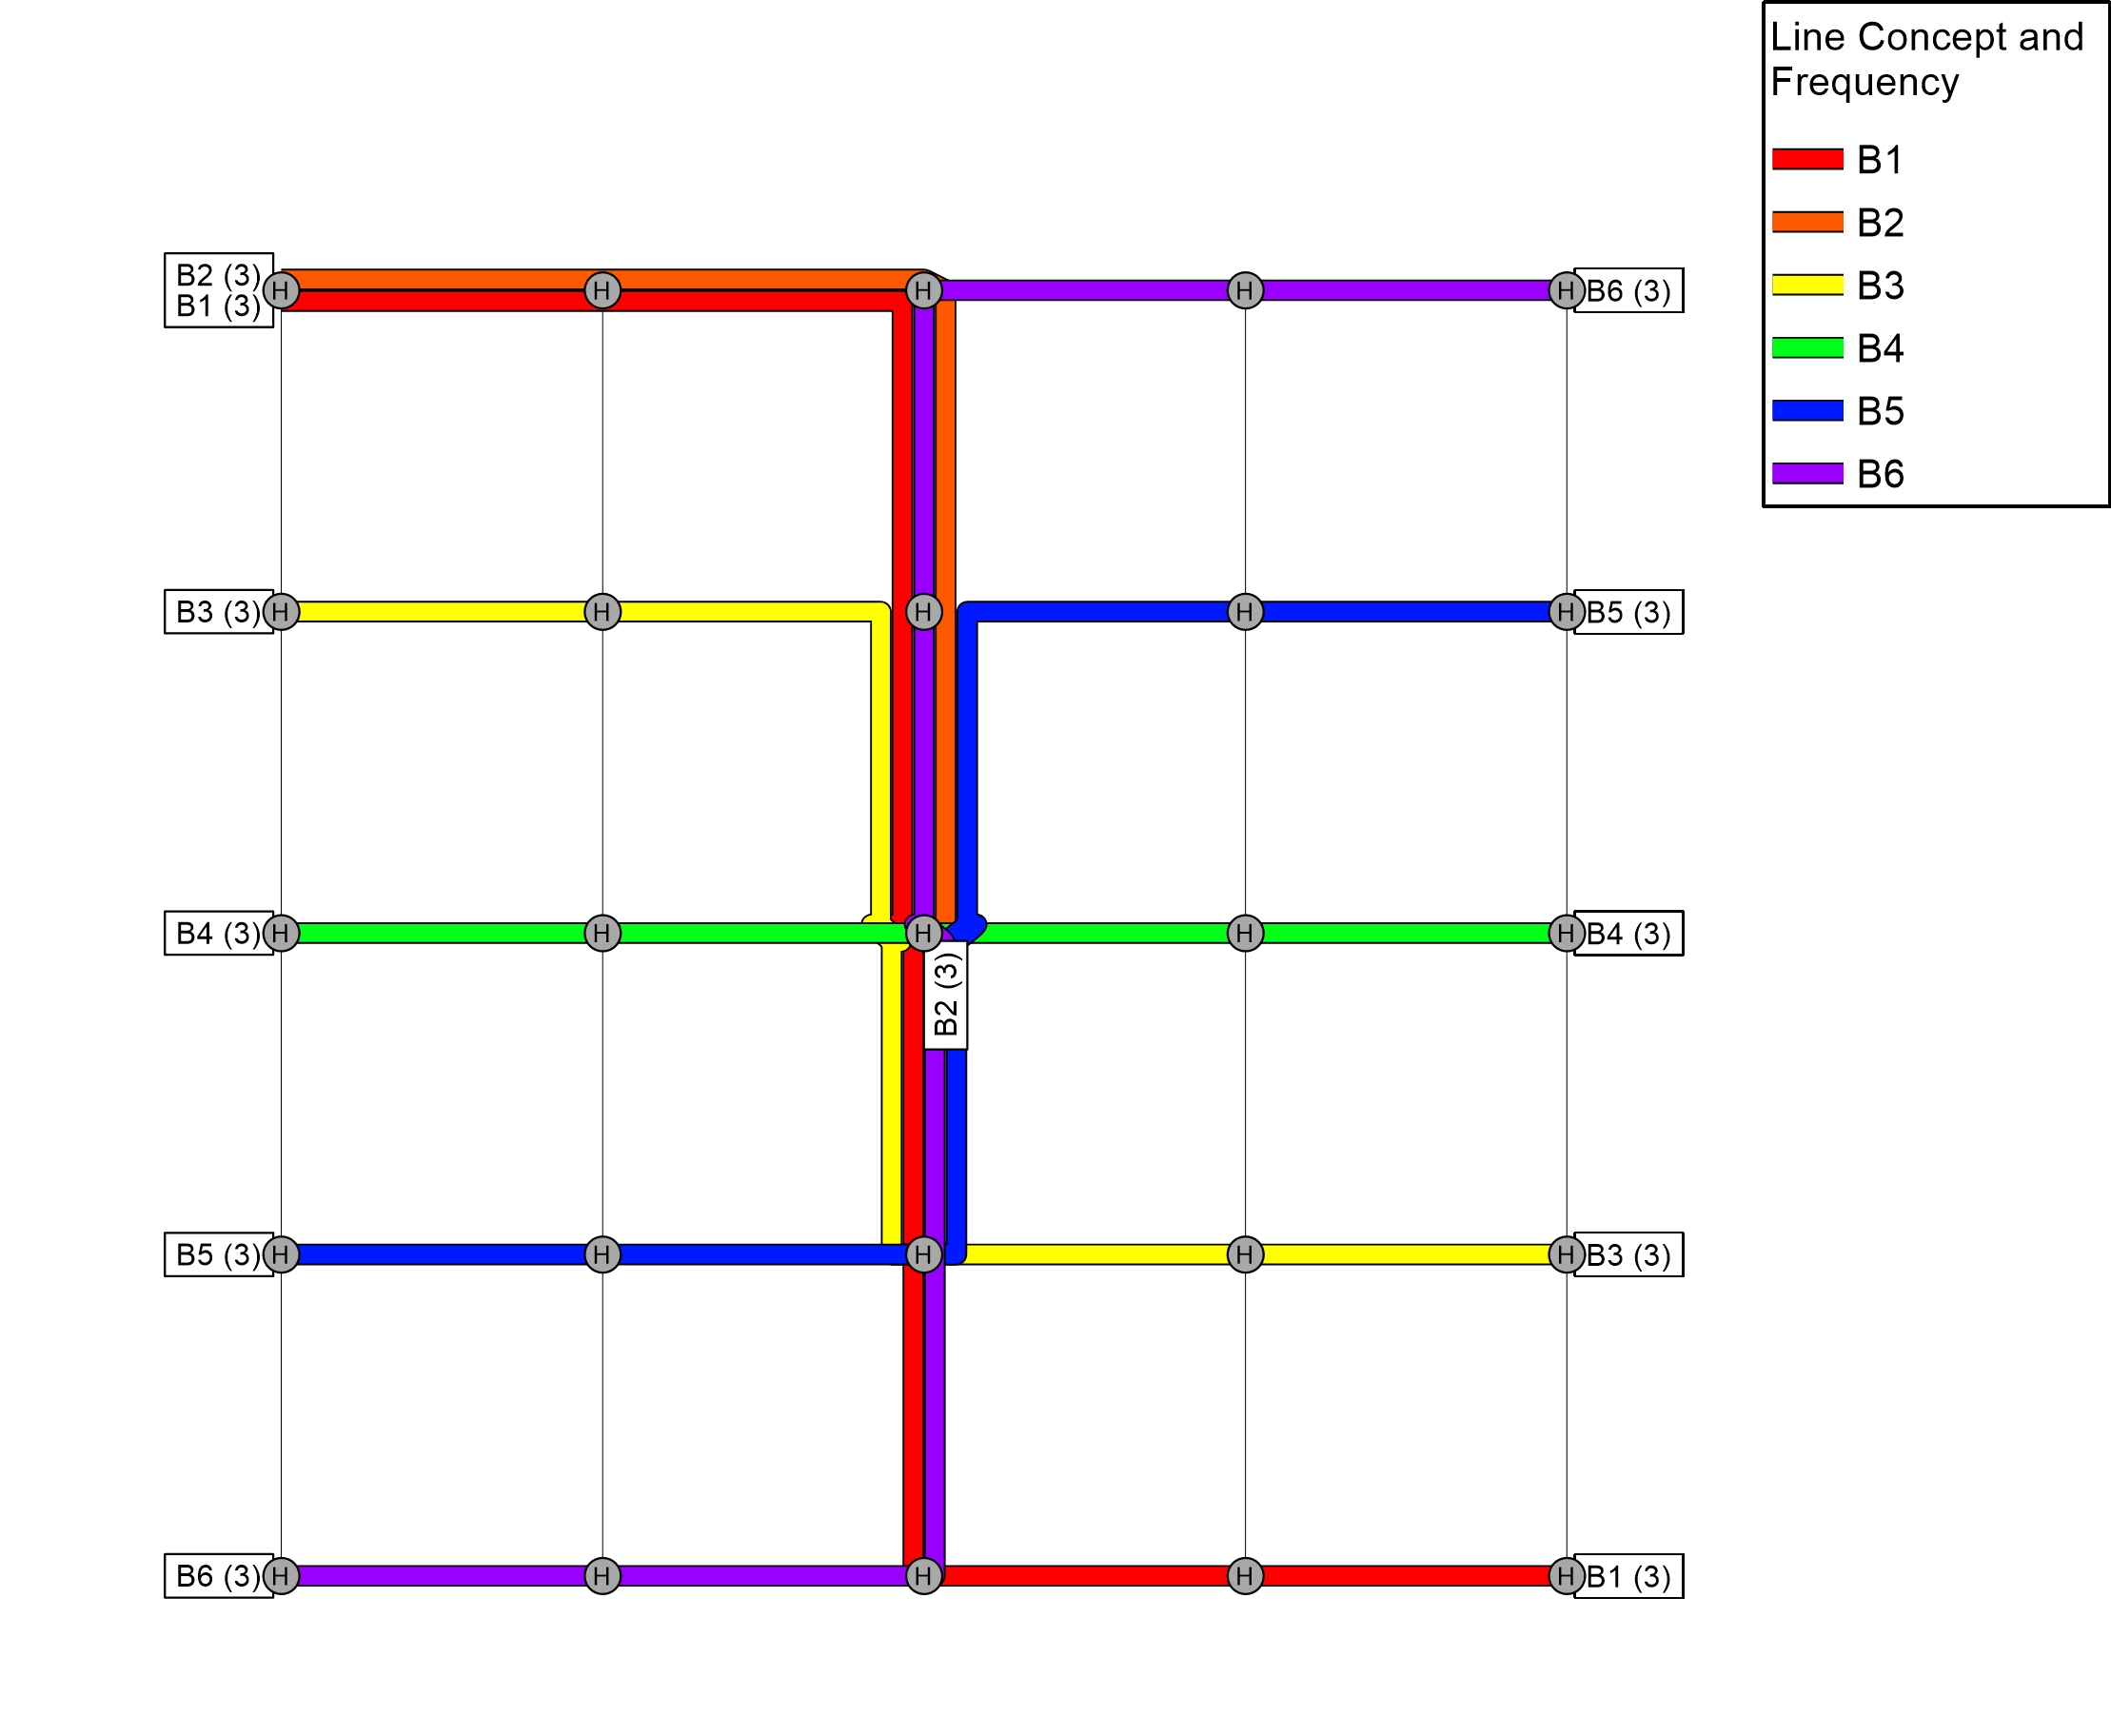 Line Concept and
Frequency
B1
B2
B3
B4
B5
B6
B2 (3)
B1 (3)
H
H
H
H
H
B6 (3)
B3 (3)
H
H
H
H
H
B5 (3)
B4 (3)
H
H
H
H
H
B4 (3)
B2 (3)
B5 (3)
H
H
H
H
H
B3 (3)
B6 (3)
H
H
H
H
H
B1 (3)